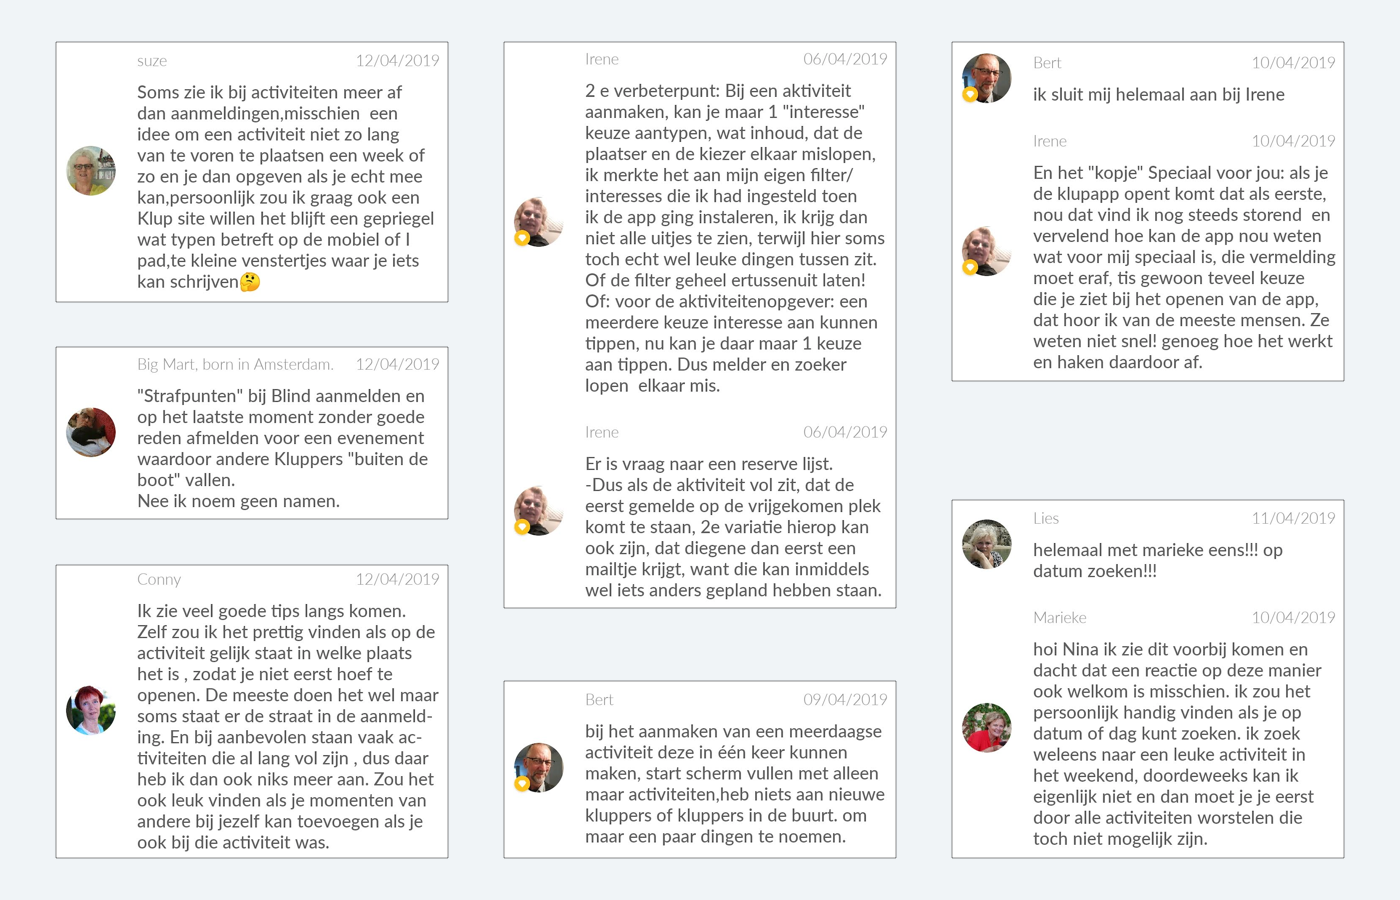 suze 12/04/2019
Soms zie ik bij activiteiten meer af
dan aanmeldingen,misschien  een
idee om een activiteit niet zo lang
van te voren te plaatsen een week of
zo en je dan opgeven als je echt mee
kan,persoonlijk zou ik graag ook een
Klup site willen het blijft een gepriegel
wat typen betreft op de mobiel of I
pad,te kleine venstertjes waar je iets
kan schrijven🤔
Big Mart, born in Amsterdam. 12/04/2019
"Strafpunten" bij Blind aanmelden en
op het laatste moment zonder goede
reden afmelden voor een evenement
waardoor andere Kluppers "buiten de
boot" vallen.
Nee ik noem geen namen.
Conny 12/04/2019
Ik zie veel goede tips langs komen.
Zelf zou ik het prettig vinden als op de
activiteit gelijk staat in welke plaats
het is , zodat je niet eerst hoef te
openen. De meeste doen het wel maar
soms staat er de straat in de aanmeld-
ing. En bij aanbevolen staan vaak ac-
tiviteiten die al lang vol zijn , dus daar
heb ik dan ook niks meer aan. Zou het
ook leuk vinden als je momenten van
andere bij jezelf kan toevoegen als je
ook bij die activiteit was.
Irene 06/04/2019
2 e verbeterpunt: Bij een aktiviteit
aanmaken, kan je maar 1 "interesse"
keuze aantypen, wat inhoud, dat de
plaatser en de kiezer elkaar mislopen,
ik merkte het aan mijn eigen filter/
interesses die ik had ingesteld toen
ik de app ging instaleren, ik krijg dan
niet alle uitjes te zien, terwijl hier soms
toch echt wel leuke dingen tussen zit.
Of de filter geheel ertussenuit laten!
Of: voor de aktiviteitenopgever: een
meerdere keuze interesse aan kunnen
tippen, nu kan je daar maar 1 keuze
aan tippen. Dus melder en zoeker
lopen  elkaar mis.
Irene 06/04/2019
Er is vraag naar een reserve lijst.
-Dus als de aktiviteit vol zit, dat de
eerst gemelde op de vrijgekomen plek
komt te staan, 2e variatie hierop kan
ook zijn, dat diegene dan eerst een
mailtje krijgt, want die kan inmiddels
wel iets anders gepland hebben staan.
Bert 09/04/2019
bij het aanmaken van een meerdaagse
activiteit deze in één keer kunnen
maken, start scherm vullen met alleen
maar activiteiten,heb niets aan nieuwe
kluppers of kluppers in de buurt. om
maar een paar dingen te noemen.
Bert 10/04/2019
ik sluit mij helemaal aan bij Irene
Irene 10/04/2019
En het "kopje" Speciaal voor jou: als je
de klupapp opent komt dat als eerste,
nou dat vind ik nog steeds storend  en
vervelend hoe kan de app nou weten
wat voor mij speciaal is, die vermelding
moet eraf, tis gewoon teveel keuze
die je ziet bij het openen van de app,
dat hoor ik van de meeste mensen. Ze
weten niet snel! genoeg hoe het werkt
en haken daardoor af.
Lies 11/04/2019
helemaal met marieke eens!!! op
datum zoeken!!!
Marieke 10/04/2019
hoi Nina ik zie dit voorbij komen en
dacht dat een reactie op deze manier
ook welkom is misschien. ik zou het
persoonlijk handig vinden als je op
datum of dag kunt zoeken. ik zoek
weleens naar een leuke activiteit in
het weekend, doordeweeks kan ik
eigenlijk niet en dan moet je je eerst
door alle activiteiten worstelen die
toch niet mogelijk zijn.